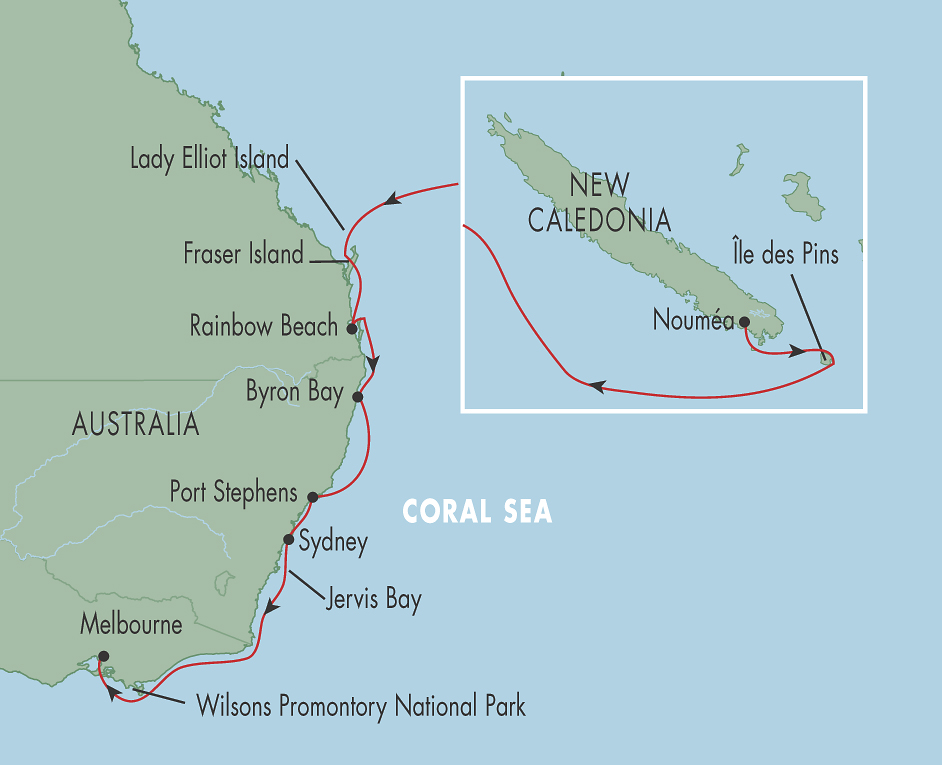 Lady Elliot Island
NEW
CALEDONIA
Fraser Island
Île des Pins
Nouméa
Rainbow Beach
Byron Bay
AUSTRALIA
Port Stephens
CORAL SEA
Sydney
Jervis Bay
Melbourne
Wilsons Promontory National Park